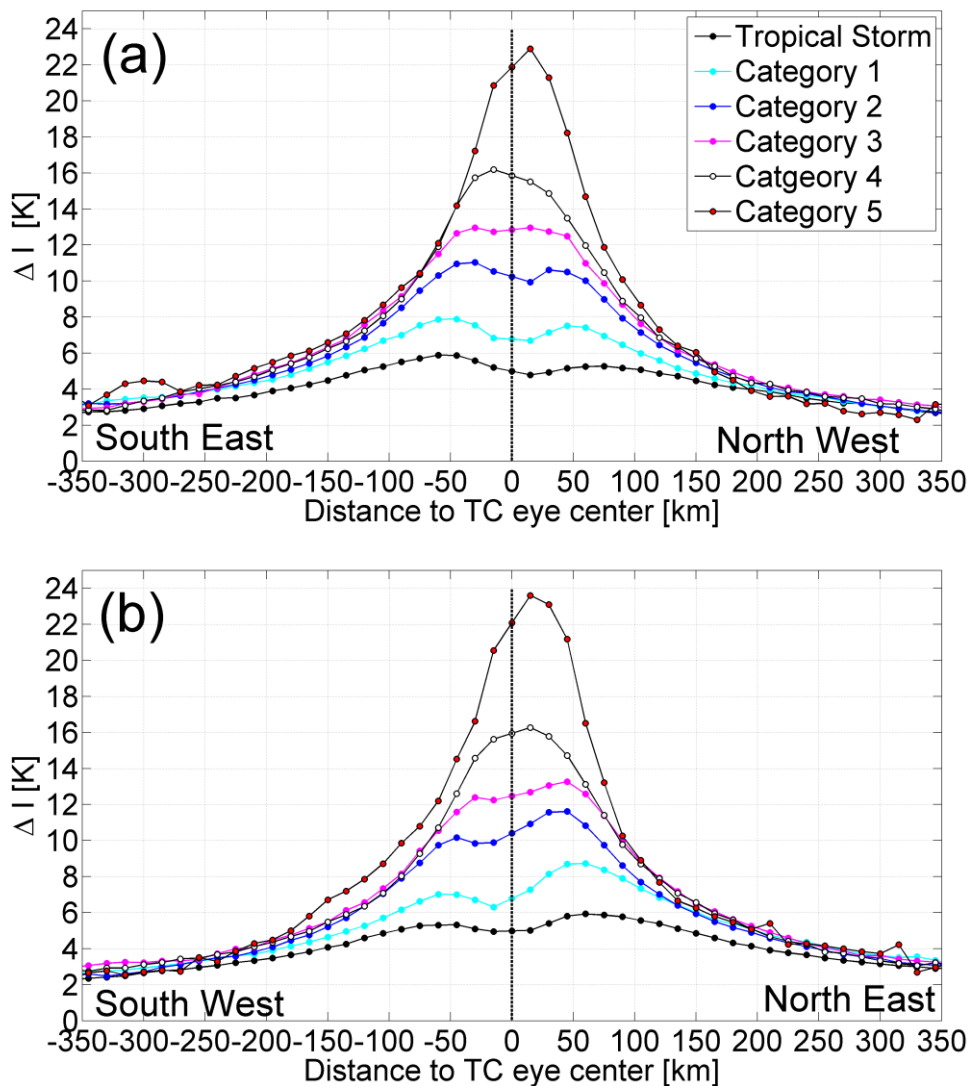 (a)
Δ I [K]
24
22
20
18
16
14
12
10
8
6
4
2
0
Tropical Storm
Category 1
Category 2
Category 3
Catgeory 4
Category 5
South East
North West
-350 -300 -250 -200 -150 -100 -50 0 50 100 150 200 250 300 350
Distance to TC eye center [km]
(b)
Δ I [K]
24
22
20
18
16
14
12
10
8
6
4
2
0
South West
North East
-350 -300 -250 -200 -150 -100 -50 0 50 100 150 200 250 300 350
Distance to TC eye center [km]